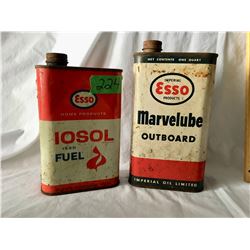 224
Esso
HOME PRODUCTS
IOSOL
FUEL
NET CONTENTS ONE QUART
IMPERIAL
Esso
PRODUCTS
Marvelube
OUTBOARD
IMPERIAL OIL LIMITED